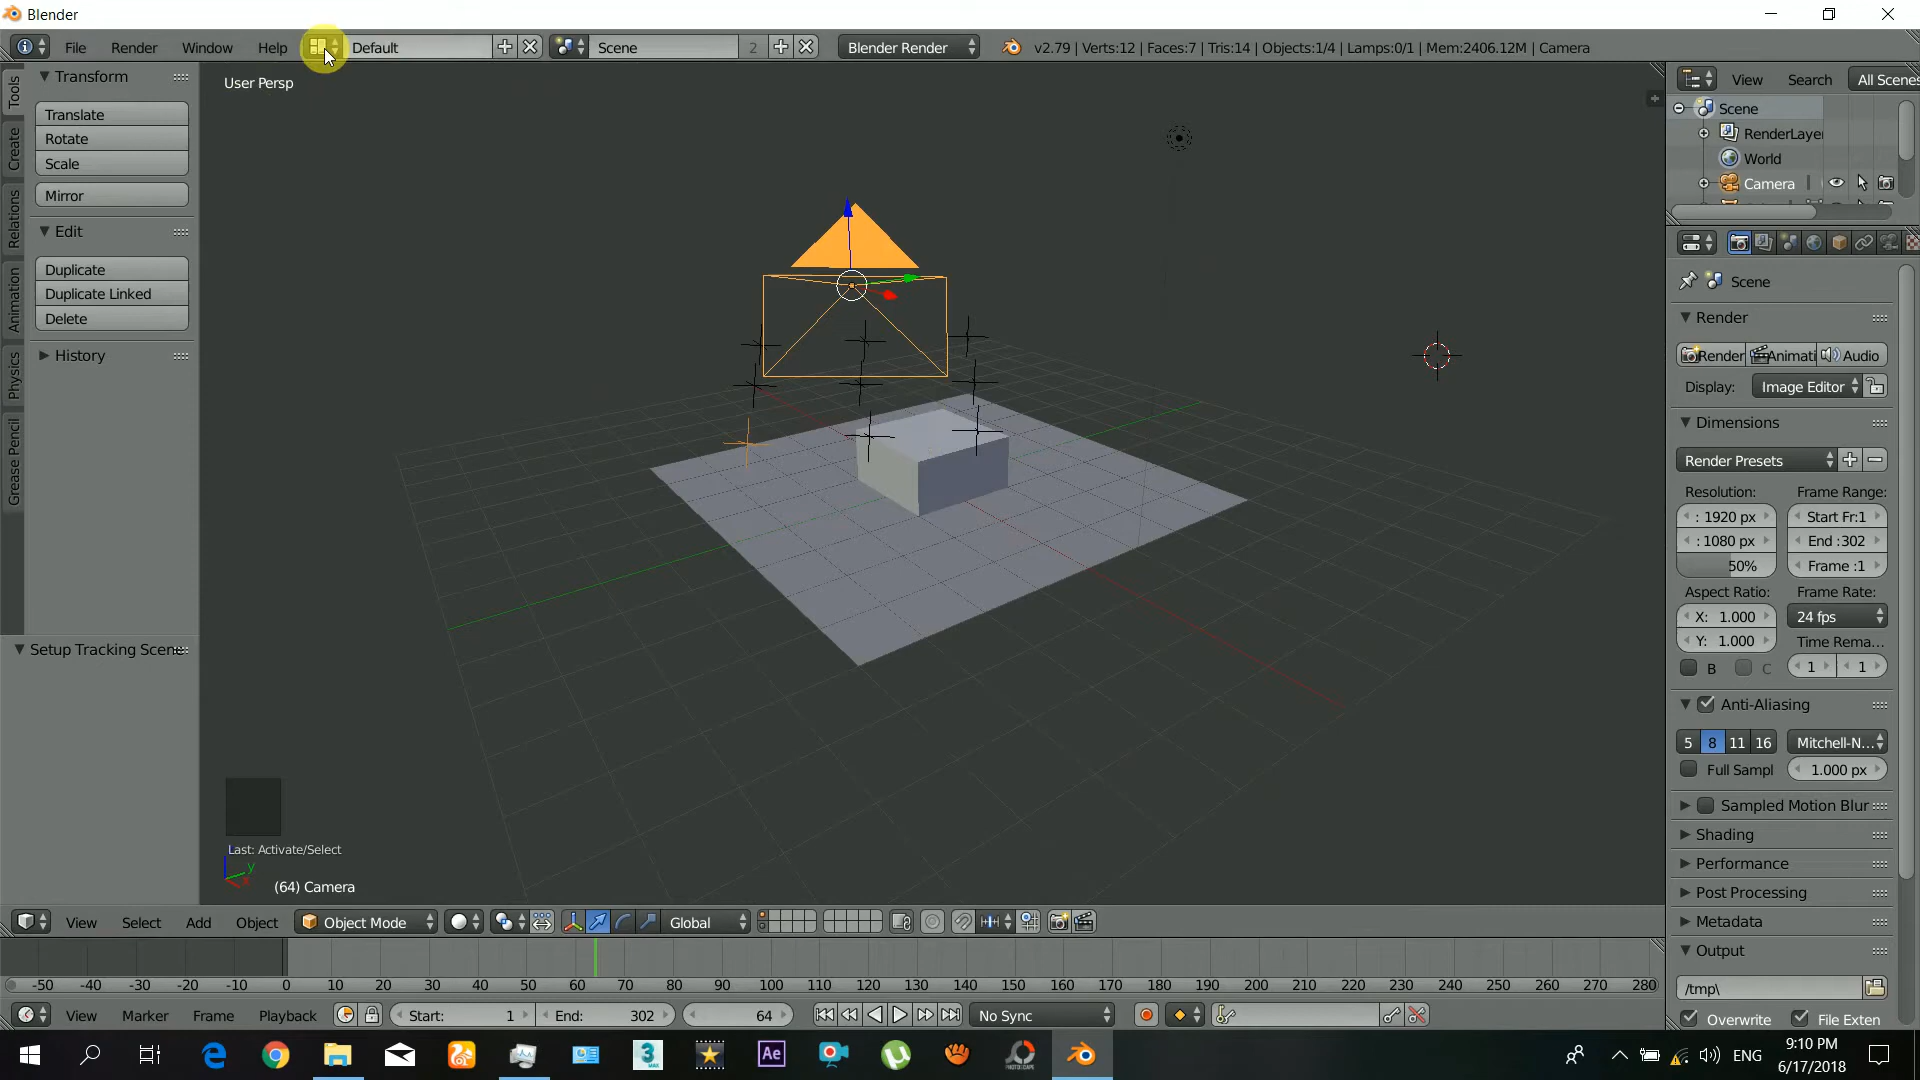 Blender
File Render Window Help Default Scene 2 Blender Render v2.79 | Verts:12 | Faces:7 | Tris:14 | Objects:1/4 | Lamps:0/1 | Mem:2406.12M | Camera
Tools
Create
Relations
Animation
Physics
Grease Pencil
Transform
Translate
Rotate
Scale
Mirror
Edit
Duplicate
Duplicate Linked
Delete
History
Setup Tracking Scene
User Persp
Last: Activate/Select
(64) Camera
View Search All Scenes
Scene
RenderLaye
World
Camera
Scene
Render
Render Animati Audio
Display: Image Editor
Dimensions
Render Presets
Resolution: Frame Range:
: 1920 px Start Fr:1
: 1080 px End :302
50% Frame :1
Aspect Ratio: Frame Rate:
X: 1.000 24 fps
Y: 1.000 Time Rema...
B C 1 1
Anti-Aliasing
5 8 11 16 Mitchell-N...
Full Sampl 1.000 px
Sampled Motion Blur
Shading
Performance
Post Processing
Metadata
Output
/tmp\
Overwrite File Exten
View Select Add Object Object Mode Global
-50 -40 -30 -20 -10 0 10 20 30 40 50 60 70 80 90 100 110 120 130 140 150 160 170 180 190 200 210 220 230 240 250 260 270 280
View Marker Frame Playback Start: 1 End: 302 64 No Sync
Ae
ENG
9:10 PM
6/17/2018